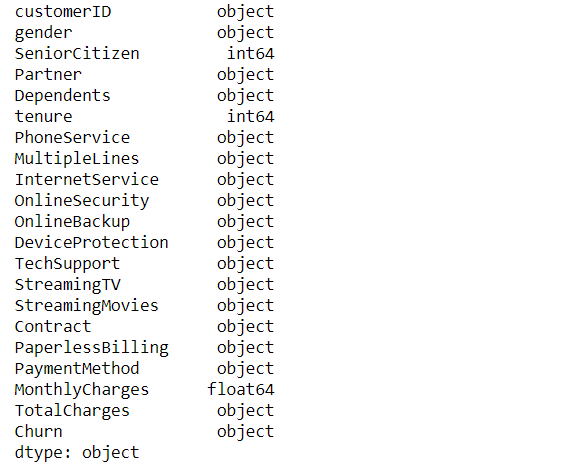 customerID object
gender object
SeniorCitizen int64
Partner object
Dependents object
tenure int64
PhoneService object
MultipleLines object
InternetService object
OnlineSecurity object
OnlineBackup object
DeviceProtection object
TechSupport object
StreamingTV object
StreamingMovies object
Contract object
PaperlessBilling object
PaymentMethod object
MonthlyCharges float64
TotalCharges object
Churn object
dtype: object